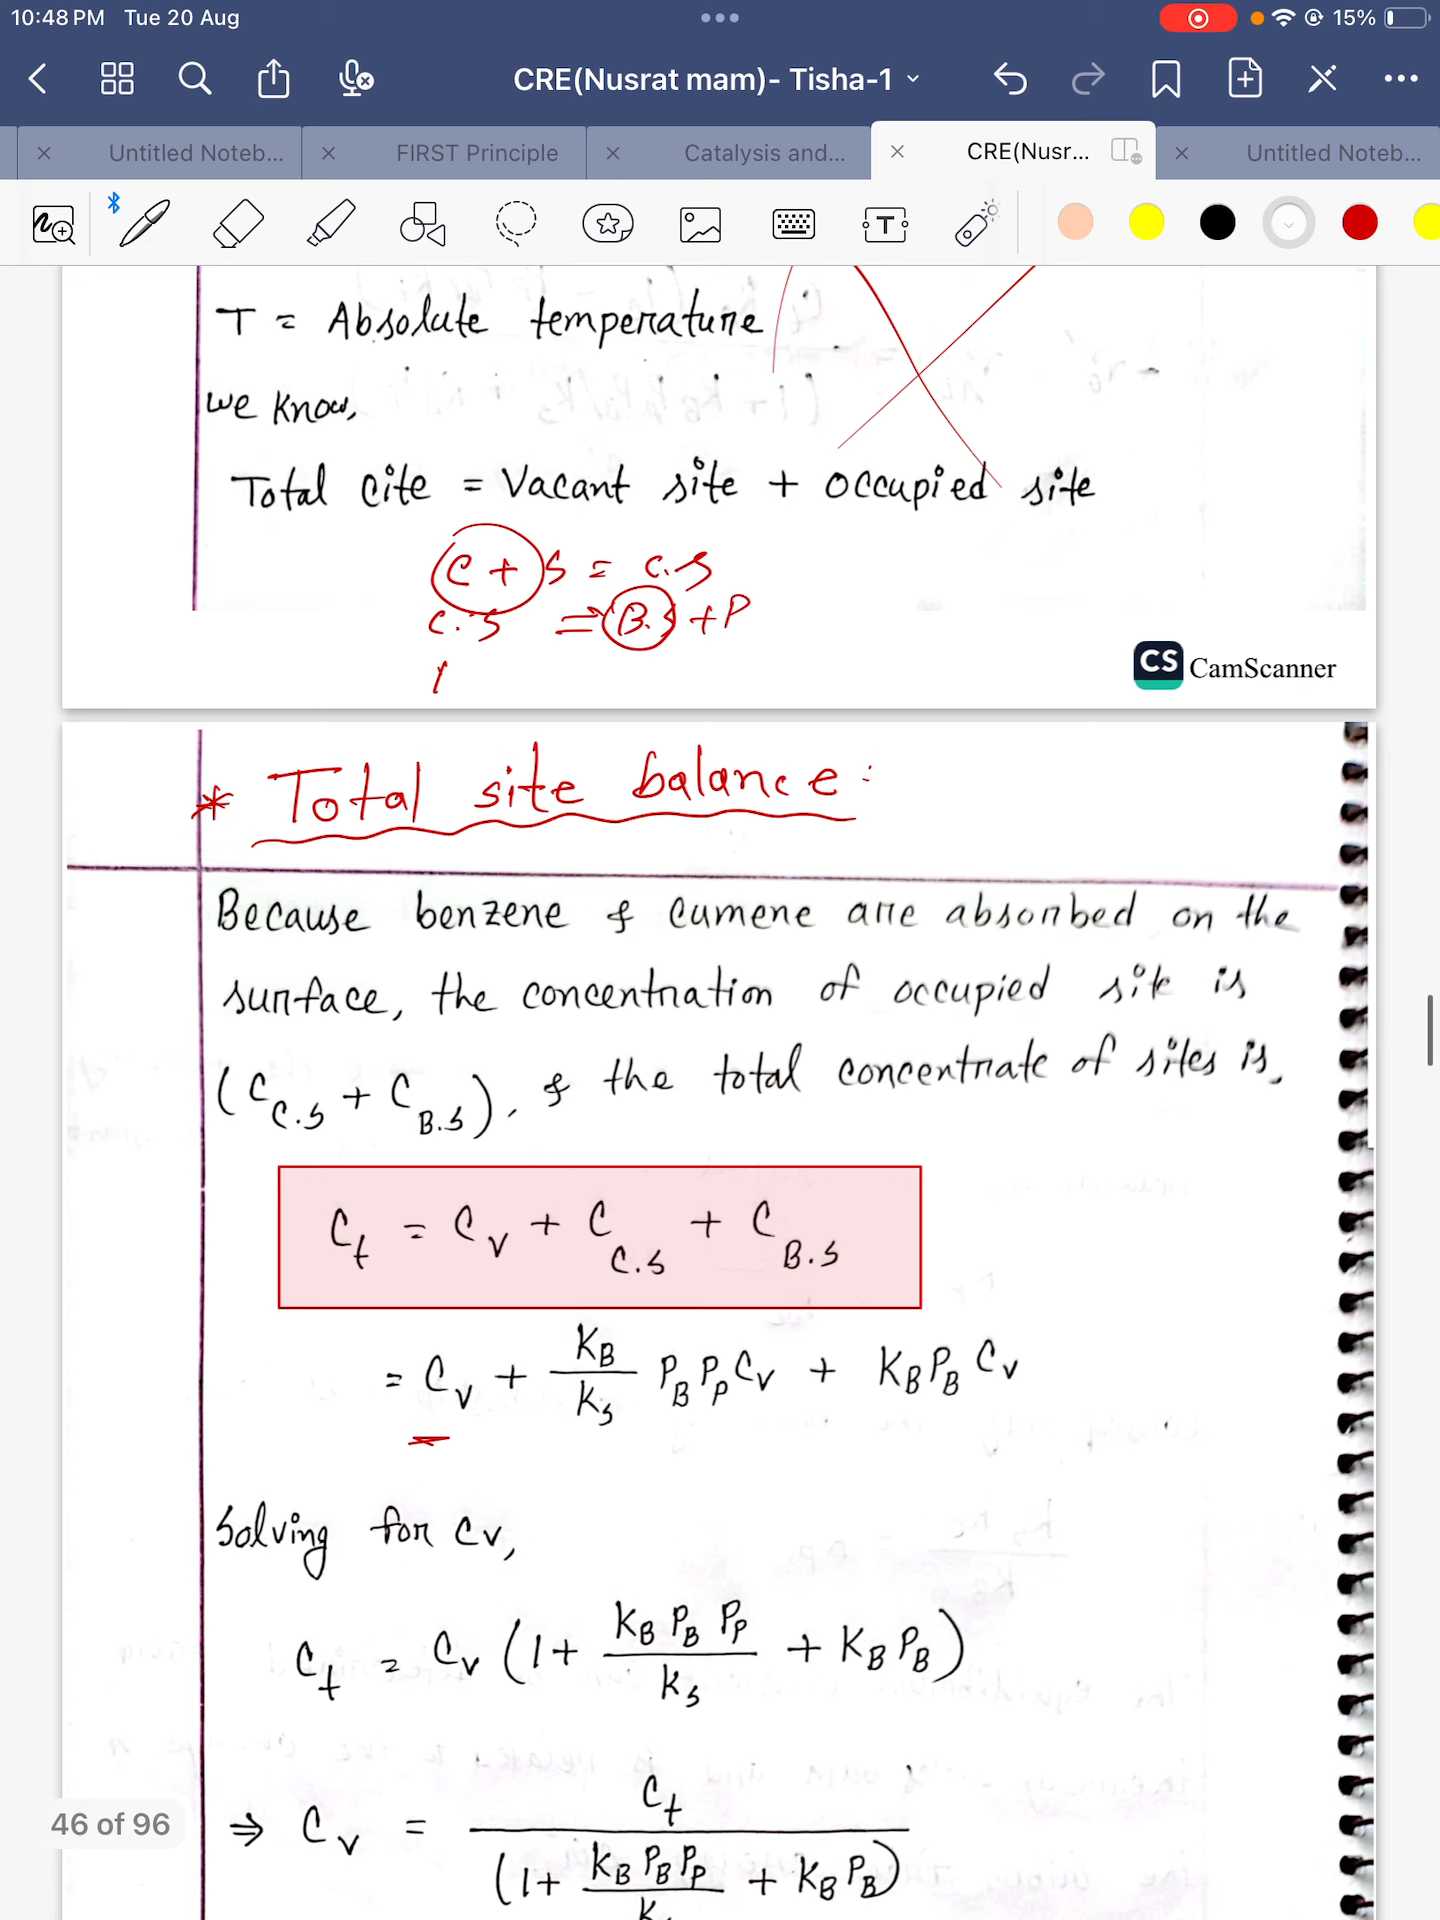 10:48 PM Tue 20 Aug
15%
CRE(Nusrat mam)- Tisha-1
Untitled Noteb...
FIRST Principle
Catalysis and...
CRE(Nusr...
Untitled Noteb...
T = Absolute temperature
we know,
Total cite = Vacant site + occupied site
C + S = C.S
C.S = B.S + P
CS CamScanner
* Total site balance:
Because benzene & cumene are absorbed on the
surface, the concentration of occupied site is
(C_C.S + C_B.S), & the total concentrate of sites is,
C_t = C_v + C_C.S + C_B.S
= C_v + K_B/K_s P_B P_P C_v + K_B P_B C_v
Solving for Cv,
C_t = C_v (1 + K_B P_B P_P / K_s + K_B P_B)
46 of 96
⇒ C_v = C_t / (1 + K_B P_B P_P / K + K_B P_B)